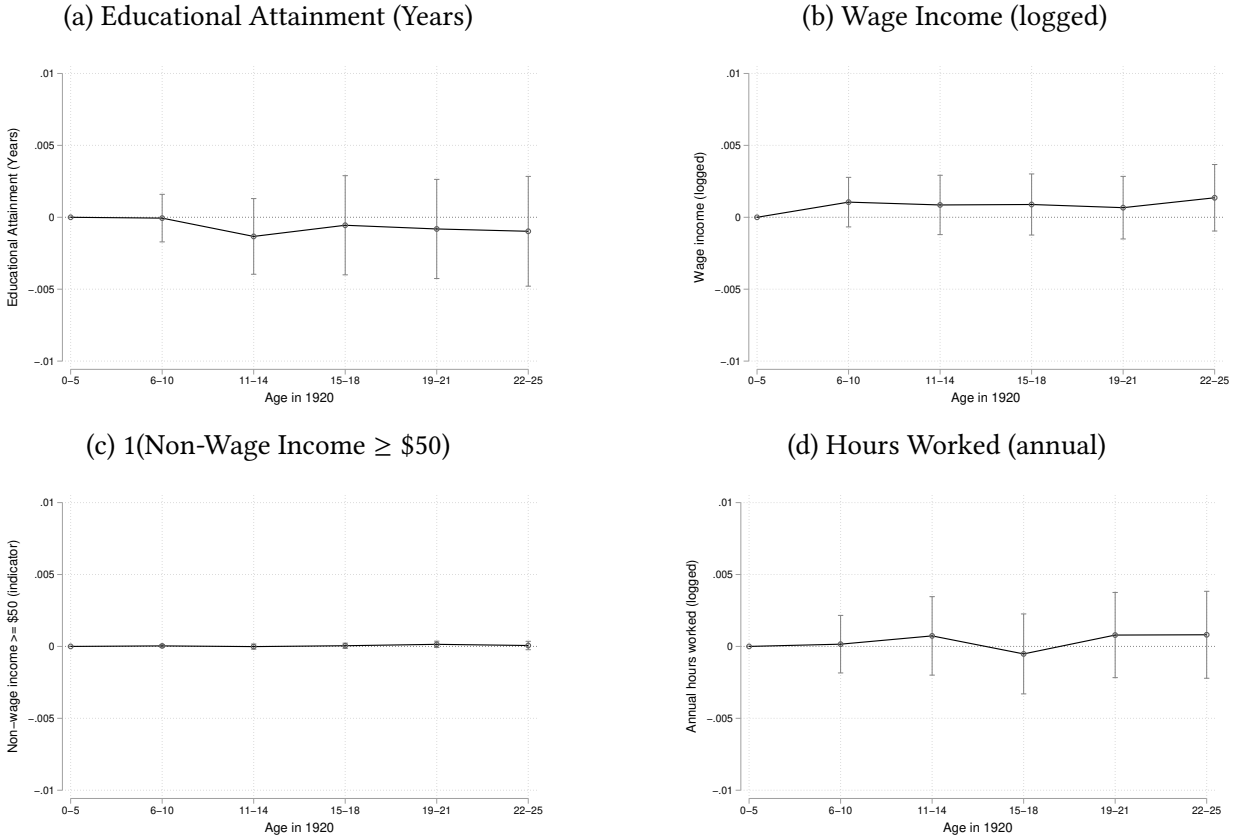 (a) Educational Attainment (Years)
Educational Attainment (Years)
.01
.005
0
−.005
−.01
0−5 6−10 11−14 15−18 19−21 22−25
Age in 1920
(b) Wage Income (logged)
Wage income (logged)
.01
.005
0
−.005
−.01
0−5 6−10 11−14 15−18 19−21 22−25
Age in 1920
(c) 1(Non-Wage Income ≥ $50)
Non−wage income >= $50 (indicator)
.01
.005
0
−.005
−.01
0−5 6−10 11−14 15−18 19−21 22−25
Age in 1920
(d) Hours Worked (annual)
Annual hours worked (logged)
.01
.005
0
−.005
−.01
0−5 6−10 11−14 15−18 19−21 22−25
Age in 1920